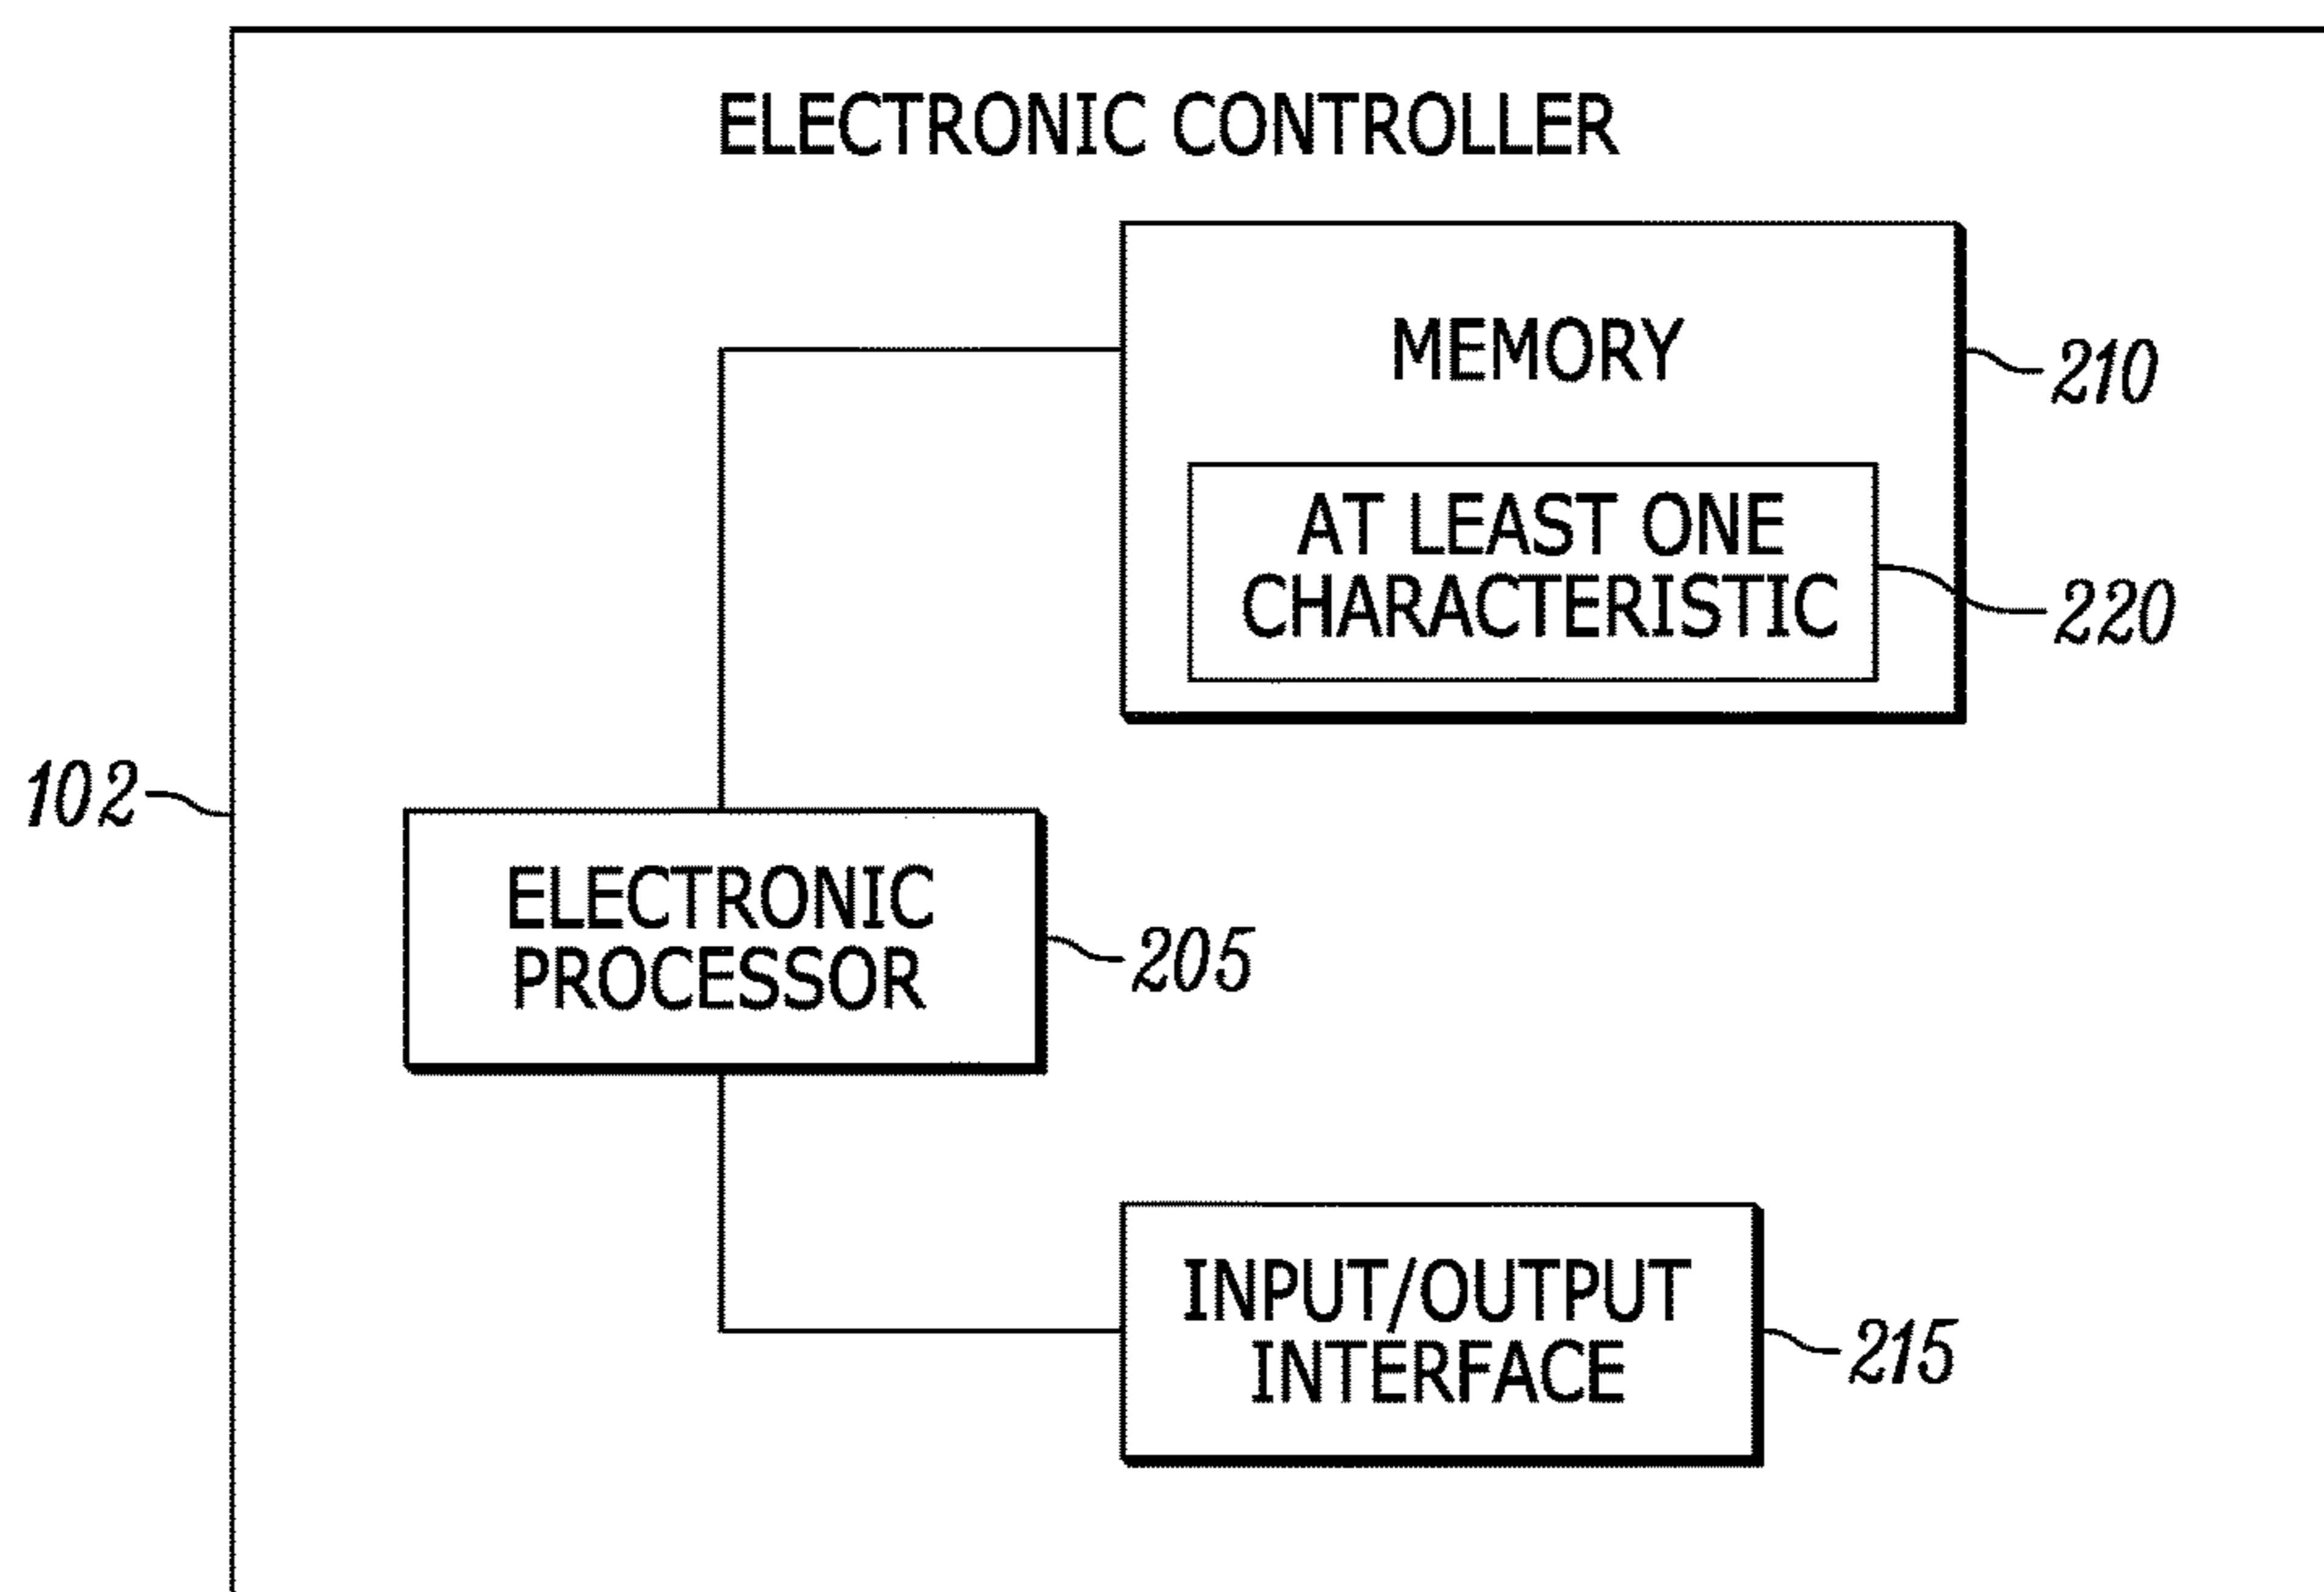 ELECTRONIC CONTROLLER
MEMORY
210
AT LEAST ONE
CHARACTERISTIC
220
102
ELECTRONIC
PROCESSOR
205
INPUT/OUTPUT
INTERFACE
215